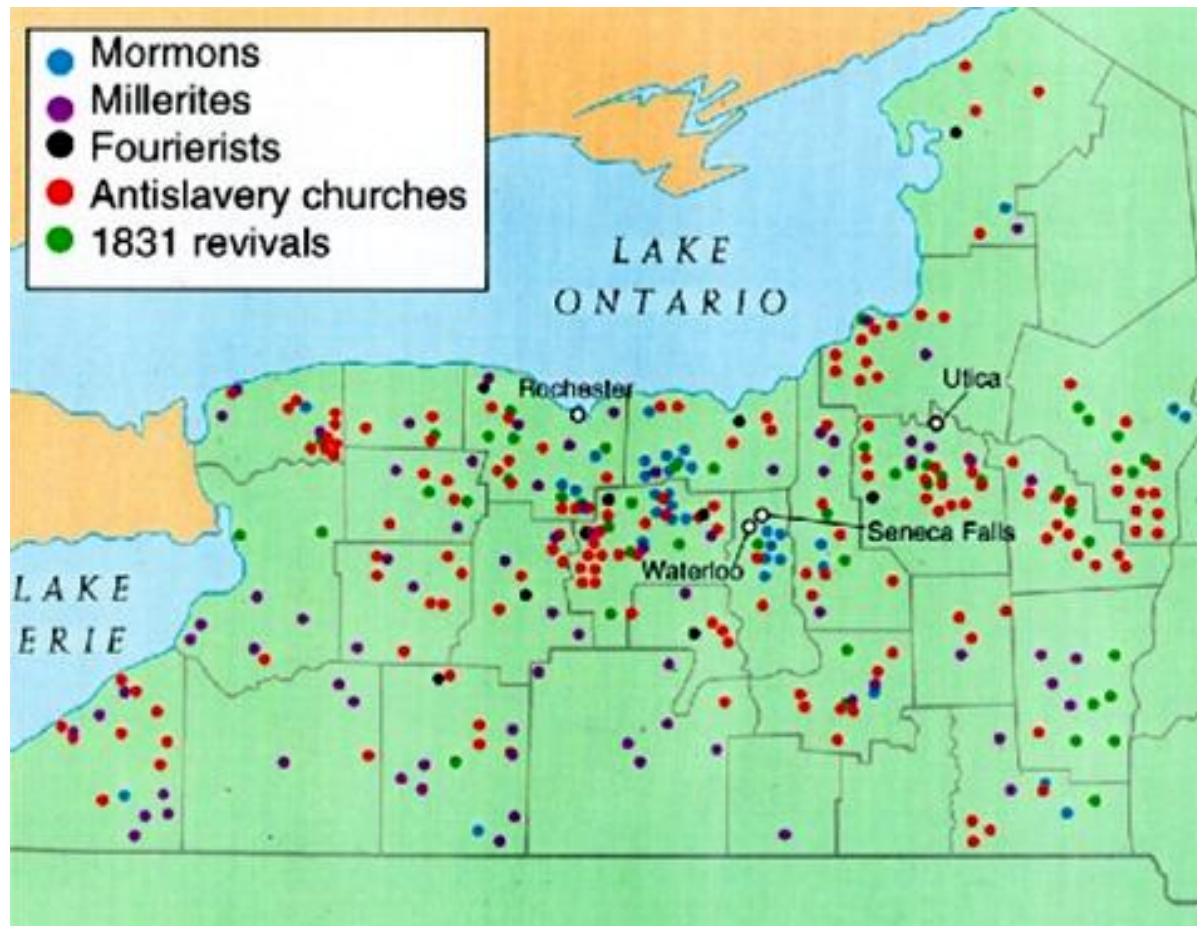 Mormons
Millerites
Fourierists
Antislavery churches
1831 revivals
LAKE
ONTARIO
Rochester
Utica
Seneca Falls
Waterloo
LAKE
ERIE